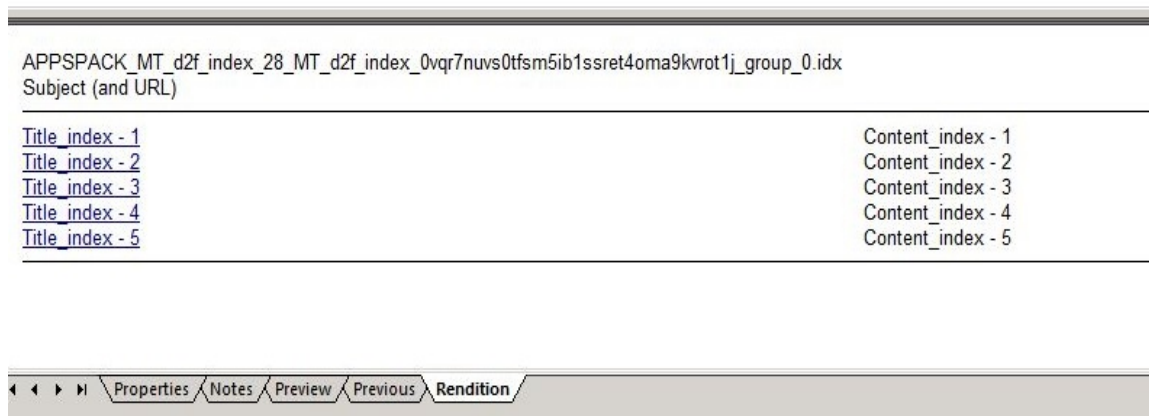 APPSPACK_MT_d2f_index_28_MT_d2f_index_0vqr7nuvs0tfsm5ib1ssret4oma9kvrot1j_group_0.idx
Subject (and URL)
Title_index - 1 Content_index - 1
Title_index - 2 Content_index - 2
Title_index - 3 Content_index - 3
Title_index - 4 Content_index - 4
Title_index - 5 Content_index - 5
Properties Notes Preview Previous Rendition